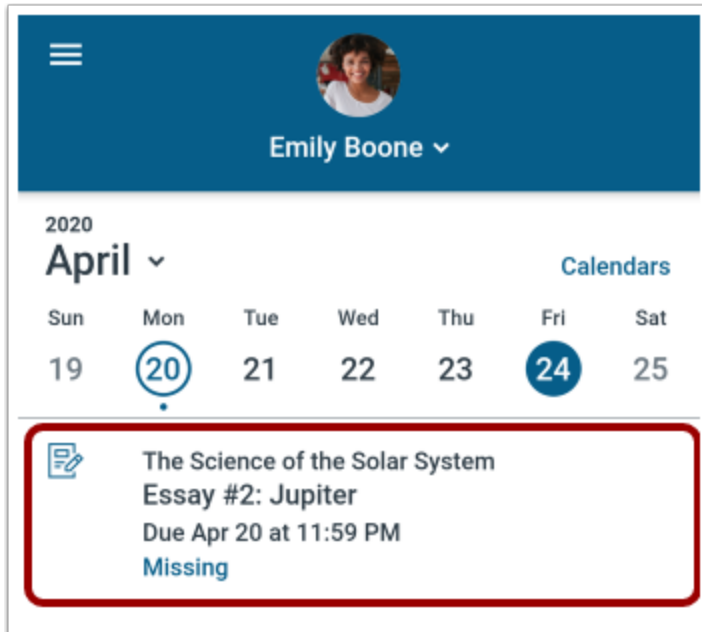 Emily Boone
2020
April
Calendars
Sun Mon Tue Wed Thu Fri Sat
19 20 21 22 23 24 25
The Science of the Solar System
Essay #2: Jupiter
Due Apr 20 at 11:59 PM
Missing